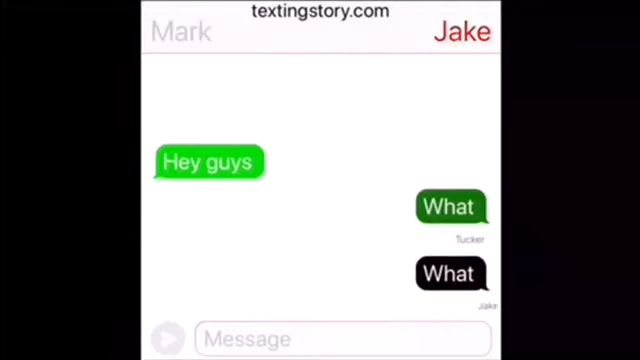 textingstory.com
Mark Jake
Hey guys
What
Tucker
What
Jake
Message